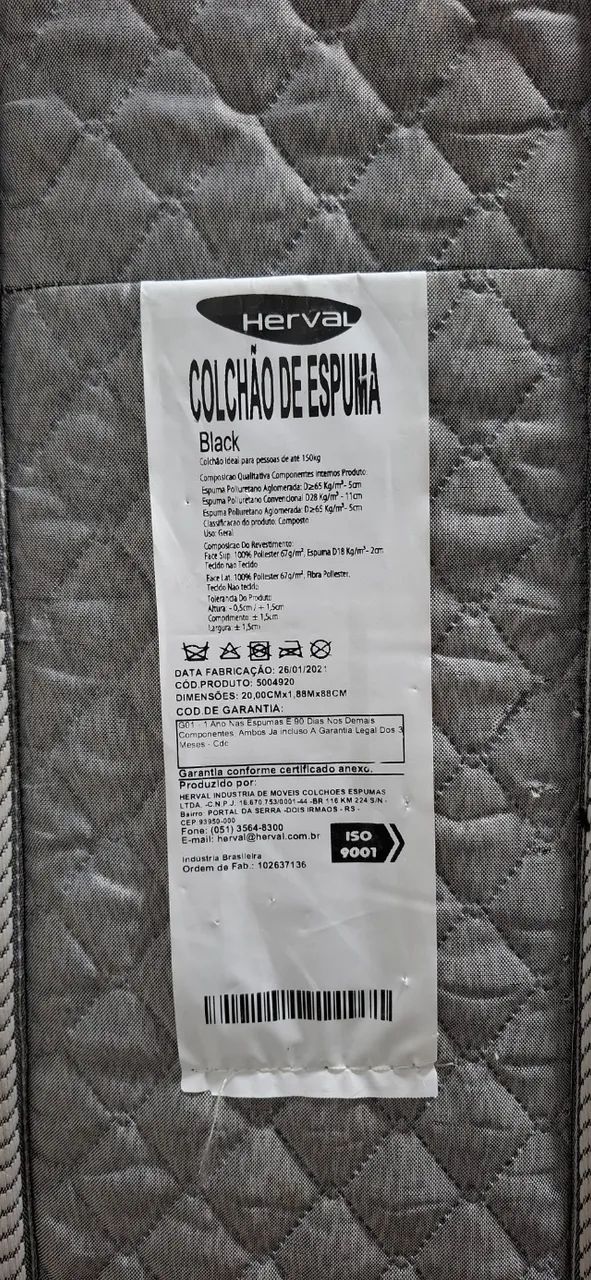 Herval
COLCHÃO DE ESPUMA
Black
Colchão ideal para pessoas de até 150kg
Composicao Qualitativa Componentes Internos Produto:
Espuma Poliuretano Aglomerada: D≥65 Kg/m³- 5cm
Espuma Poliuretano Convencional D28 Kg/m³ - 11cm
Espuma Poliuretano Aglomerada: D≥65 Kg/m³- 5cm
Classificacao do produto: Composto
Uso: Geral
Composicao Do Revestimento:
Face Sup. 100% Poliester 67g/m², Espuma D18 Kg/m³- 2cm
Tecido nao Tecido
Face Lat. 100% Poliester 67g/m², Fibra Poliester,
Tecido Nao tecido
Tolerancia Do Produto
Altura: - 0,5cm / + 1,5cm
Comprimento: ± 1,5cm
Largura: ± 1,5cm
DATA FABRICAÇÃO: 26/01/2021
CÓD.PRODUTO: 5004920
DIMENSÕES: 20,00CMx1,88Mx88CM
COD DE GARANTIA:
G01 - 1 Ano Nas Espumas E 90 Dias Nos Demais
Componentes, Ambos Ja incluso A Garantia Legal Dos 3
Meses - Cdc
Garantia conforme certificado anexo.
Produzido por:
HERVAL INDUSTRIA DE MOVEIS COLCHOES ESPUMAS
LTDA. -C.N.P.J. 16.670.753/0001-44 -BR 116 KM 224 S/N -
Bairro: PORTAL DA SERRA -DOIS IRMAOS - RS -
CEP 93950-000
Fone: (051) 3564-8300
E-mail: herval@herval.com.br
ISO
9001
Industria Brasileira
Ordem de Fab.: 102637136